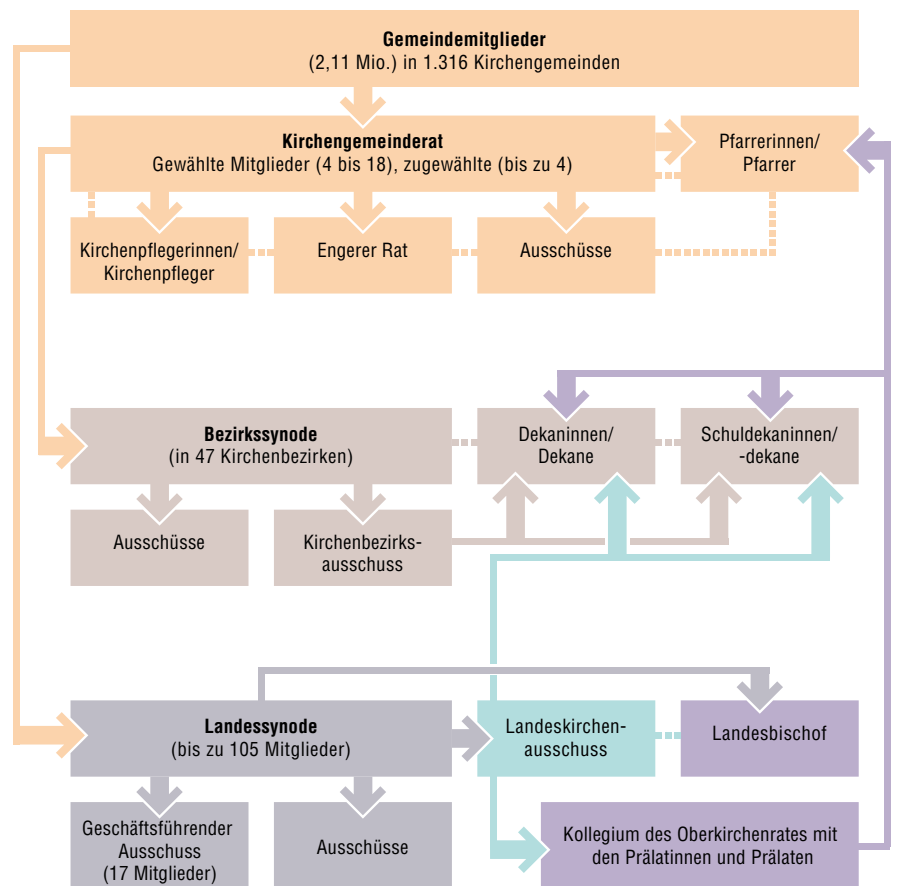 Gemeindemitglieder
(2,11 Mio.) in 1.316 Kirchengemeinden
Kirchengemeinderat
Gewählte Mitglieder (4 bis 18), zugewählte (bis zu 4)
Pfarrerinnen/
Pfarrer
Kirchenpflegerinnen/
Kirchenpfleger
Engerer Rat
Ausschüsse
Bezirkssynode
(in 47 Kirchenbezirken)
Dekaninnen/
Dekane
Schuldekaninnen/
-dekane
Ausschüsse
Kirchenbezirks-
ausschuss
Landessynode
(bis zu 105 Mitglieder)
Landeskirchen-
ausschuss
Landesbischof
Geschäftsführender
Ausschuss
(17 Mitglieder)
Ausschüsse
Kollegium des Oberkirchenrates mit
den Prälatinnen und Prälaten